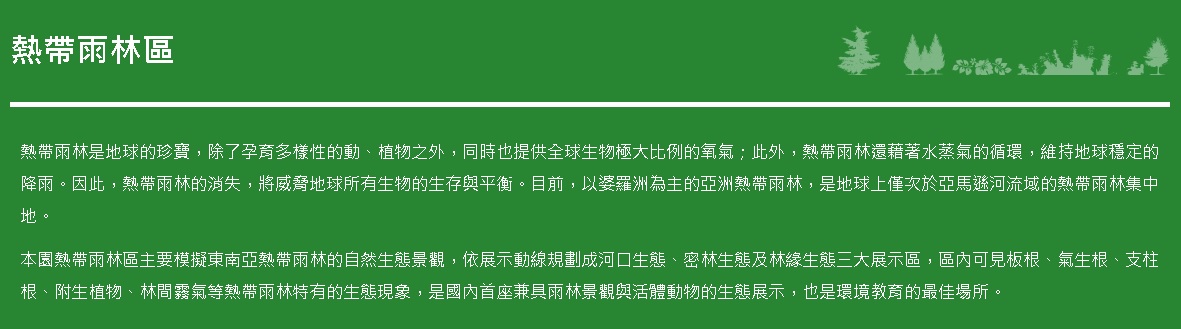 熱帶雨林區
熱帶雨林是地球的珍寶，除了孕育多樣性的動、植物之外，同時也提供全球生物極大比例的氧氣；此外，熱帶雨林還藉著水蒸氣的循環，維持地球穩定的
降雨。因此，熱帶雨林的消失，將威脅地球所有生物的生存與平衡。目前，以婆羅洲為主的亞洲熱帶雨林，是地球上僅次於亞馬遜河流域的熱帶雨林集中
地。
本園熱帶雨林區主要模擬東南亞熱帶雨林的自然生態景觀，依展示動線規劃成河口生態、密林生態及林緣生態三大展示區，區內可見板根、氣生根、支柱
根、附生植物、林間霧氣等熱帶雨林特有的生態現象，是國內首座兼具雨林景觀與活體動物的生態展示，也是環境教育的最佳場所。